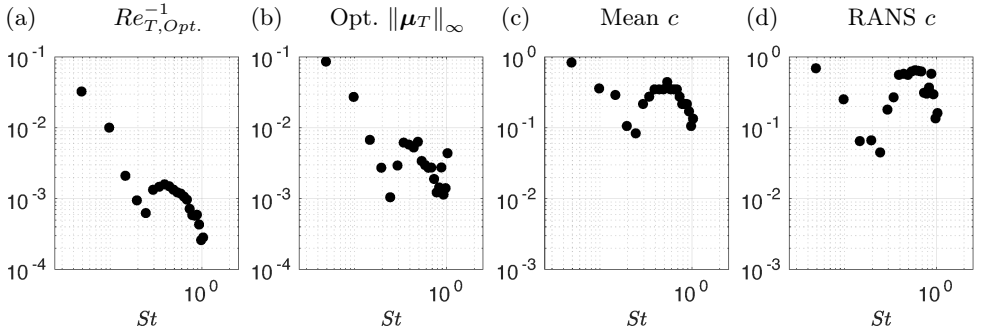 (a) Re_{T,Opt.}^{-1}
10^{-1}
10^{-2}
10^{-3}
10^{-4}
10^{0}
St
(b) Opt. ‖μ_T‖_∞
10^{-1}
10^{-2}
10^{-3}
10^{-4}
10^{0}
St
(c) Mean c
10^{0}
10^{-1}
10^{-2}
10^{-3}
10^{0}
St
(d) RANS c
10^{0}
10^{-1}
10^{-2}
10^{-3}
10^{0}
St